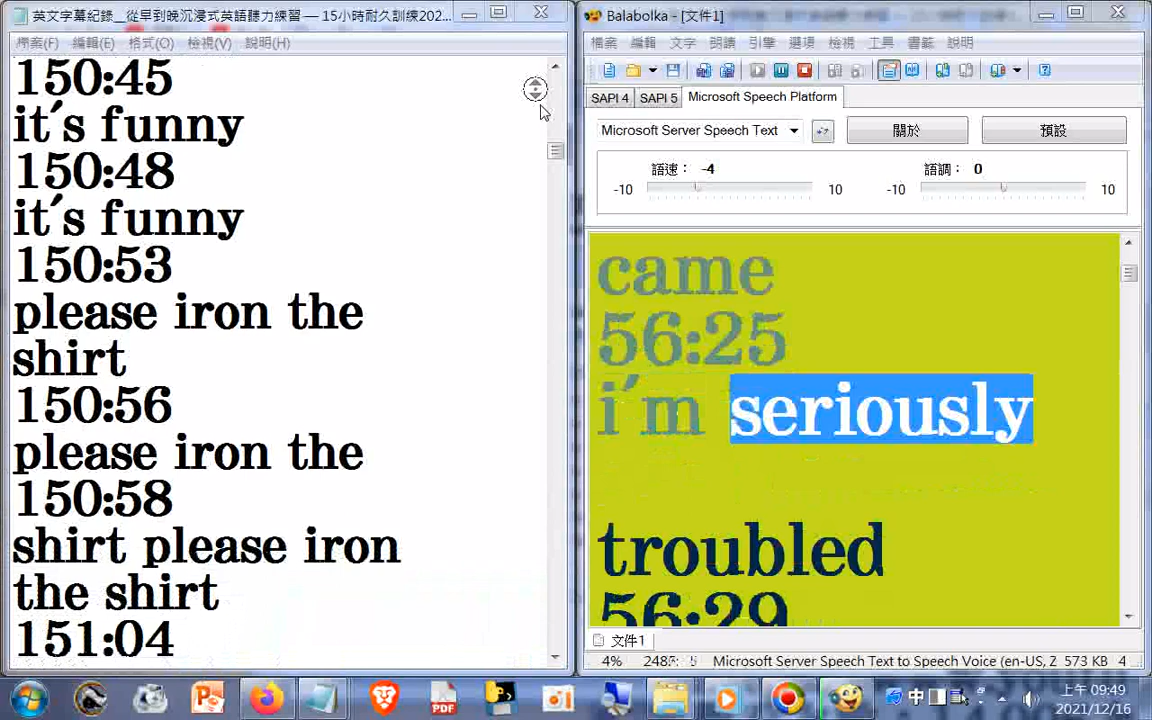 英文字幕紀錄__從早到晚沉浸式英語聽力練習 — 15小時耐久訓練202...
檔案(F) 編輯(E) 格式(O) 檢視(V) 說明(H)
150:45
it's funny
150:48
it's funny
150:53
please iron the
shirt
150:56
please iron the
150:58
shirt please iron
the shirt
151:04
Balabolka - [文件1]
檔案 編輯 文字 朗讀 引擎 選項 檢視 工具 書籤 說明
SAPI 4 SAPI 5 Microsoft Speech Platform
Microsoft Server Speech Text 關於 預設
語速： -4 語調： 0
-10 10 -10 10
came
56:25
i'm seriously
troubled
56:29
文件1
4% Microsoft Server Speech Text to Speech Voice (en-US, Z 573 KB 4
PDF 中 上午 09:49
2021/12/16